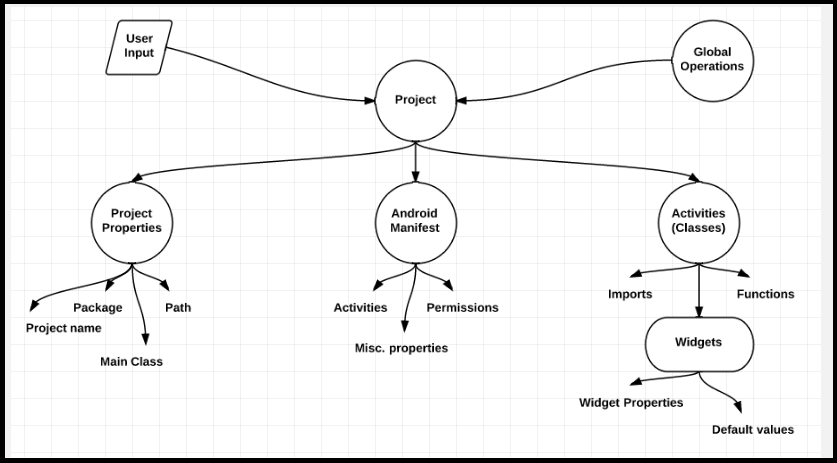 User
Input
Global
Operations
Project
Project
Properties
Android
Manifest
Activities
(Classes)
Package
Path
Project name
Main Class
Activities
Permissions
Misc. properties
Imports
Functions
Widgets
Widget Properties
Default values